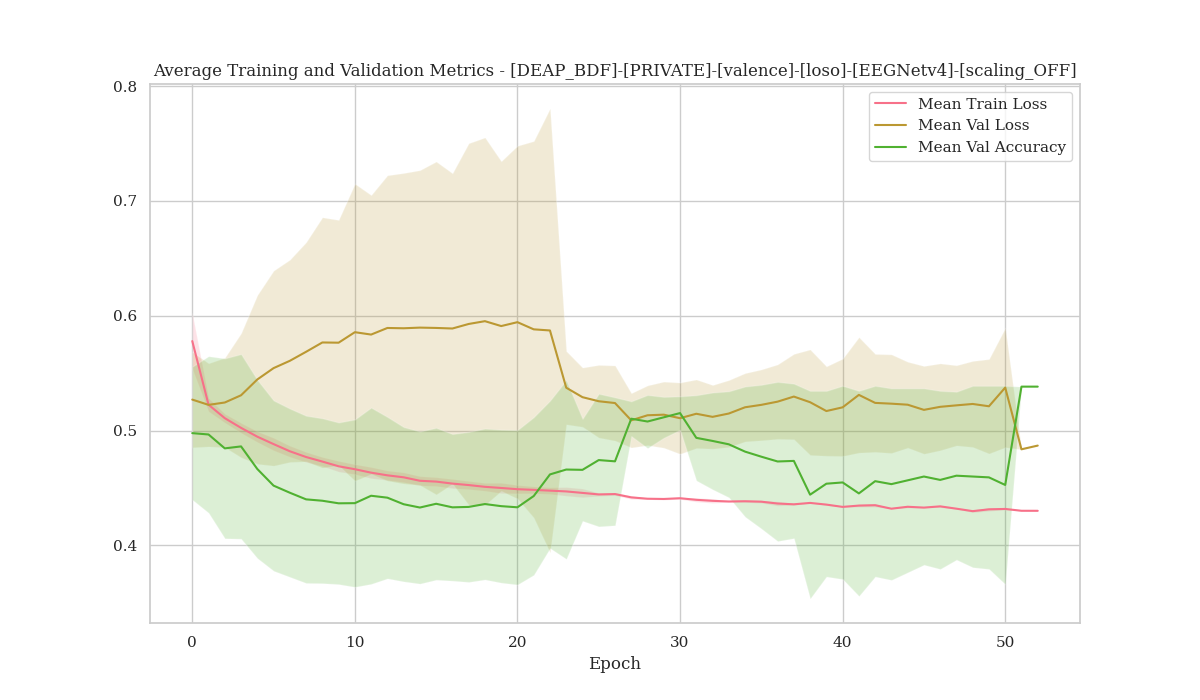 Average Training and Validation Metrics - [DEAP_BDF]-[PRIVATE]-[valence]-[loso]-[EEGNetv4]-[scaling_OFF]
Mean Train Loss
Mean Val Loss
Mean Val Accuracy
0.8
0.7
0.6
0.5
0.4
0 10 20 30 40 50
Epoch